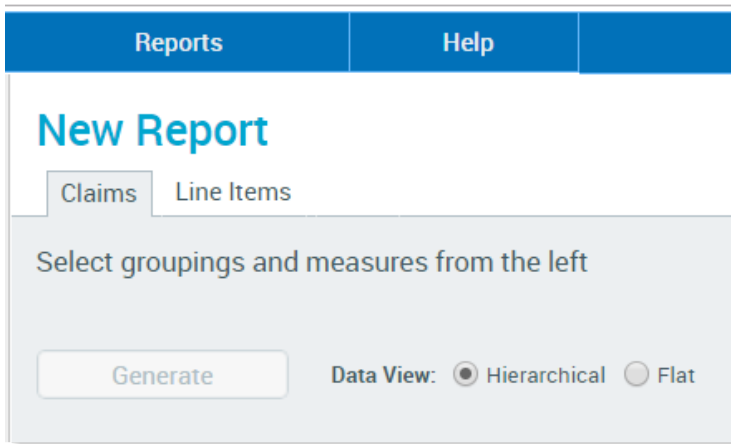 Reports Help
New Report
Claims Line Items
Select groupings and measures from the left
Generate Data View: Hierarchical Flat